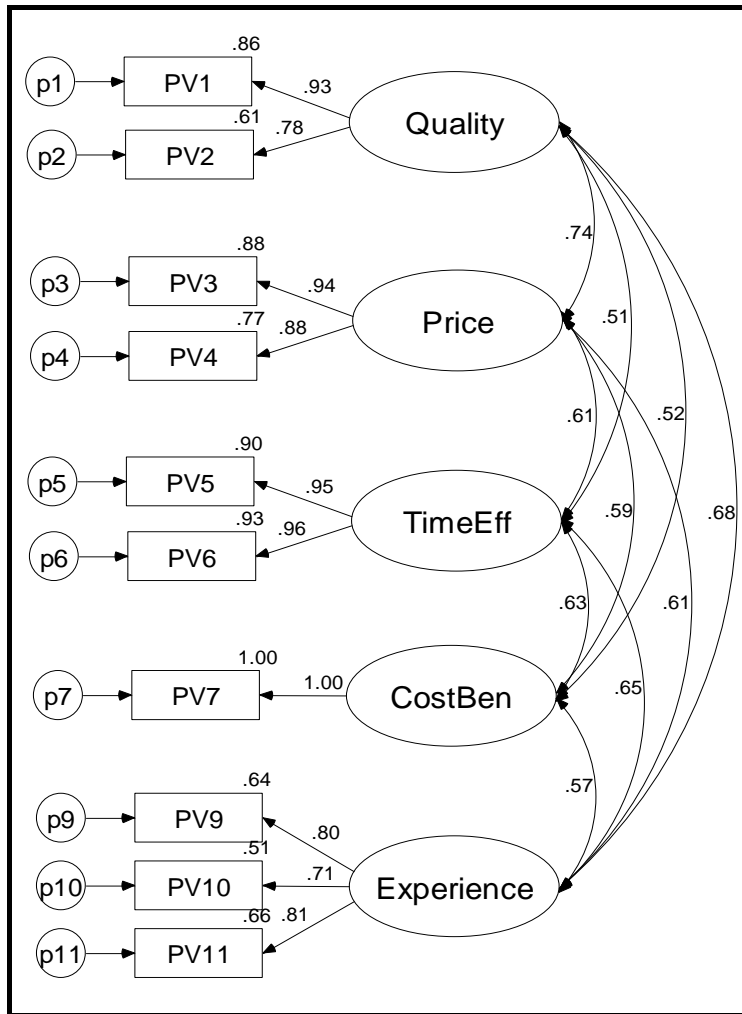 .86
p1 PV1 .93
Quality
.61
p2 PV2 .78
.74
.88
p3 PV3 .94
Price
.77
p4 PV4 .88
.51
.61 .52
.90
p5 PV5 .95
TimeEff
.93
p6 PV6 .96
.59 .68
.63 .61
1.00
p7 PV7 1.00
CostBen
.65
.57
.64
p9 PV9 .80
.51
p10 PV10 .71
Experience
.66 .81
p11 PV11